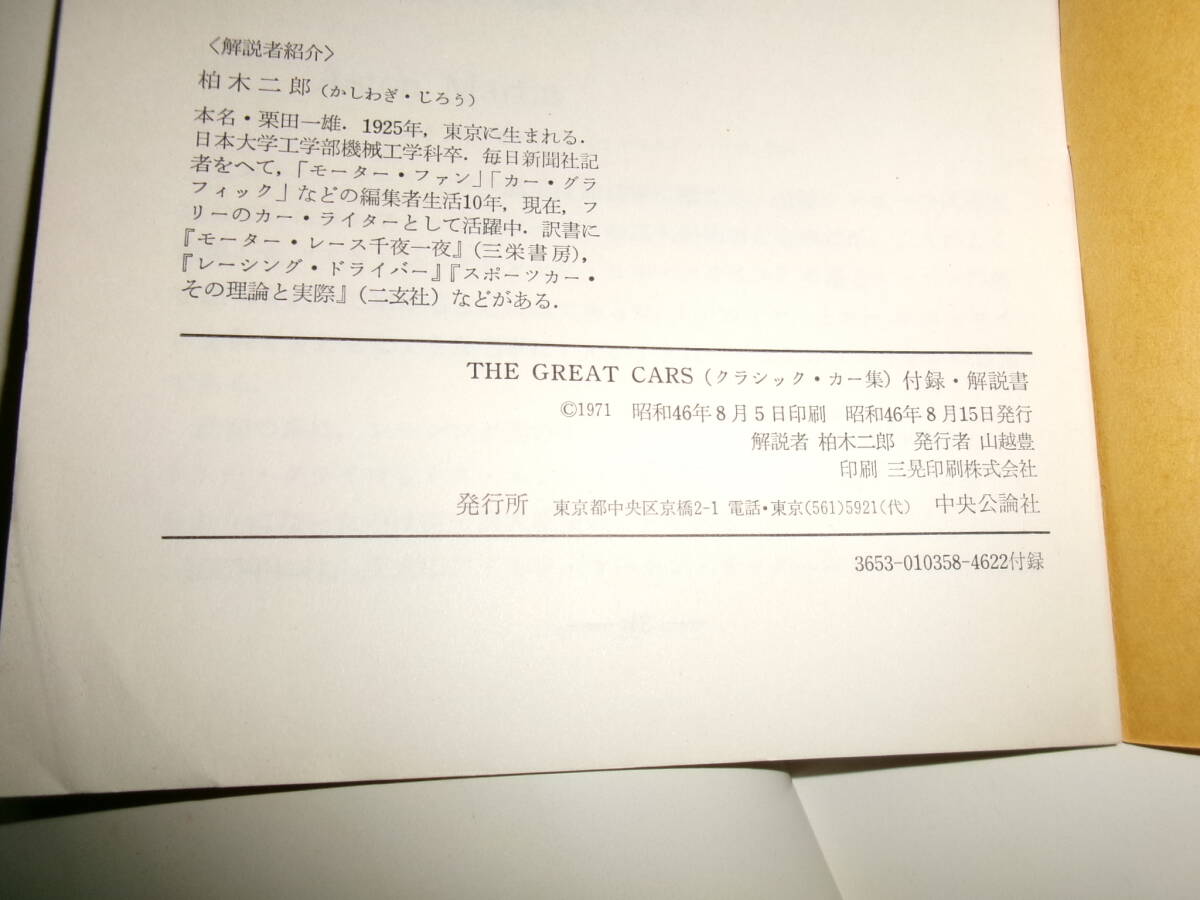 〈解説者紹介〉
柏木二郎（かしわぎ・じろう）
本名・栗田一雄．1925年，東京に生まれる．
日本大学工学部機械工学科卒．毎日新聞社記
者をへて，「モーター・ファン」「カー・グラ
フィック」などの編集者生活10年，現在，フ
リーのカー・ライターとして活躍中．訳書に
『モーター・レース千夜一夜』（三栄書房），
『レーシング・ドライバー』『スポーツカー・
その理論と実際』（二玄社）などがある．
THE GREAT CARS（クラシック・カー集）付録・解説書
©1971 昭和46年8月5日印刷 昭和46年8月15日発行
解説者 柏木二郎 発行者 山越豊
印刷 三晃印刷株式会社
発行所 東京都中央区京橋2-1 電話・東京(561)5921(代) 中央公論社
3653-010358-4622付録